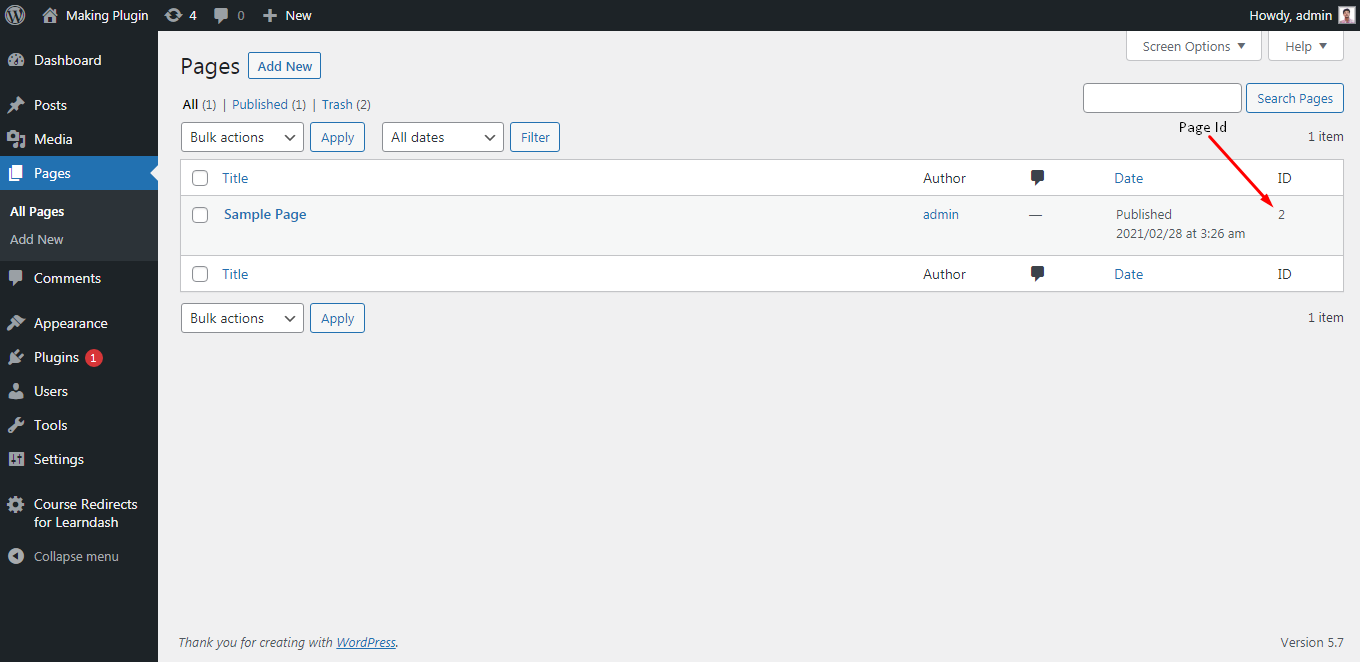 Making Plugin 4 0 New Howdy, admin
Dashboard
Posts
Media
Pages
All Pages
Add New
Comments
Appearance
Plugins 1
Users
Tools
Settings
Course Redirects
for Learndash
Collapse menu
Screen Options Help
Pages Add New
All (1) | Published (1) | Trash (2)
Search Pages
Page Id
Bulk actions Apply All dates Filter 1 item
Title Author Date ID
Sample Page admin — Published 2
2021/02/28 at 3:26 am
Title Author Date ID
Bulk actions Apply 1 item
Thank you for creating with WordPress. Version 5.7